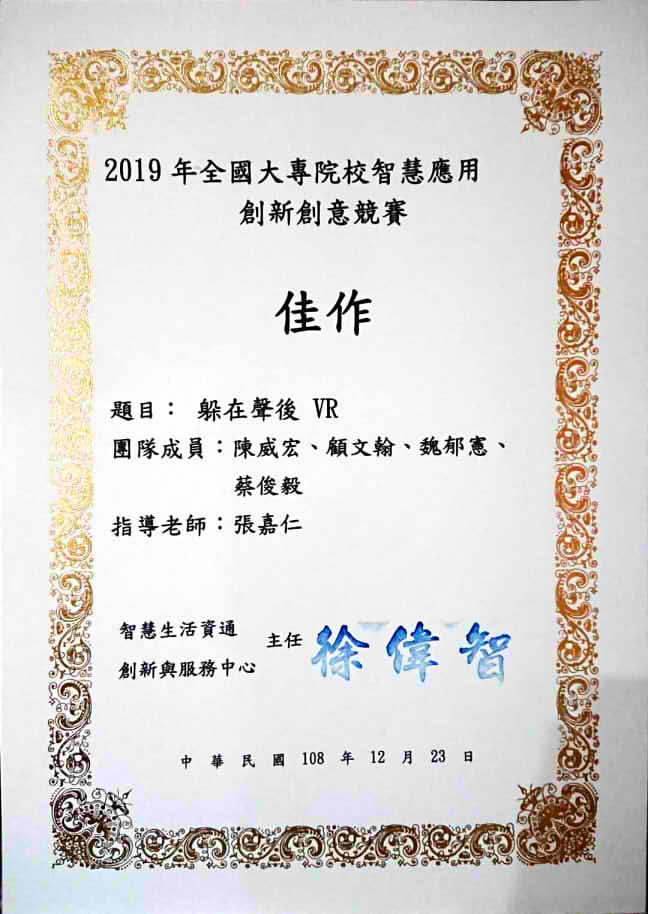 2019 年全國大專院校智慧應用
創新創意競賽
佳作
題目： 躲在聲後 VR
團隊成員：陳威宏、顧文翰、魏郁憲、
蔡俊毅
指導老師：張嘉仁
智慧生活資通
創新與服務中心 主任 徐偉智
中華民國 108 年 12 月 23 日